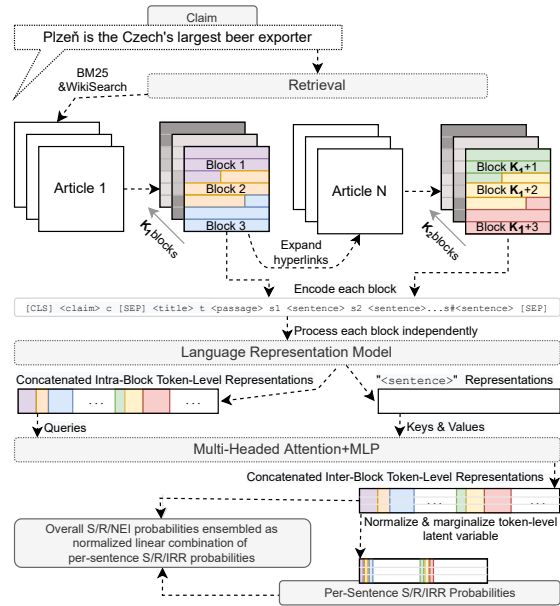 Claim
Plzeň is the Czech's largest beer exporter
BM25
&WikiSearch
Retrieval
Article 1
Block 1
Block 2
Block 3
Article N
Block K₁+1
Block K₁+2
Block K₁+3
K₁blocks
Expand
hyperlinks
K₂blocks
Encode each block
[CLS] <claim> c [SEP] <title> t <passage> s1 <sentence> s2 <sentence>...s#<sentence> [SEP]
Process each block independently
Language Representation Model
Concatenated Intra-Block Token-Level Representations
"<sentence>" Representations
...
...
Queries
Keys & Values
Multi-Headed Attention+MLP
Concatenated Inter-Block Token-Level Representations
...
...
Overall S/R/NEI probabilities ensembled as
normalized linear combination of
per-sentence S/R/IRR probabilities
Normalize & marginalize token-level
latent variable
Per-Sentence S/R/IRR Probabilities